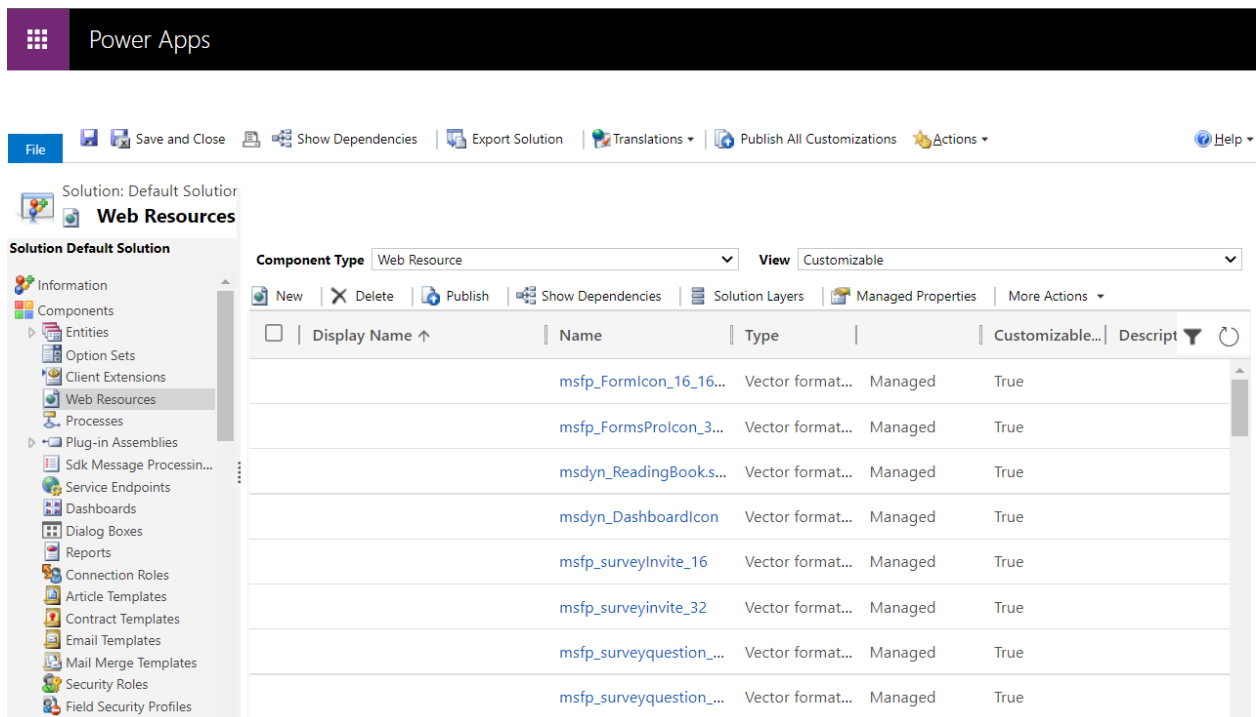 Power Apps
File Save and Close Show Dependencies Export Solution Translations Publish All Customizations Actions Help
Solution: Default Solution
Web Resources
Solution Default Solution
Component Type Web Resource View Customizable
New Delete Publish Show Dependencies Solution Layers Managed Properties More Actions
Display Name Name Type Customizable... Descript
Information
Components
Entities
Option Sets
Client Extensions
Web Resources
Processes
Plug-in Assemblies
Sdk Message Processin...
Service Endpoints
Dashboards
Dialog Boxes
Reports
Connection Roles
Article Templates
Contract Templates
Email Templates
Mail Merge Templates
Security Roles
Field Security Profiles
msfp_FormIcon_16_16... Vector format... Managed True
msfp_FormsProIcon_3... Vector format... Managed True
msdyn_ReadingBook.s... Vector format... Managed True
msdyn_DashboardIcon Vector format... Managed True
msfp_surveyInvite_16 Vector format... Managed True
msfp_surveyinvite_32 Vector format... Managed True
msfp_surveyquestion_... Vector format... Managed True
msfp_surveyquestion_... Vector format... Managed True